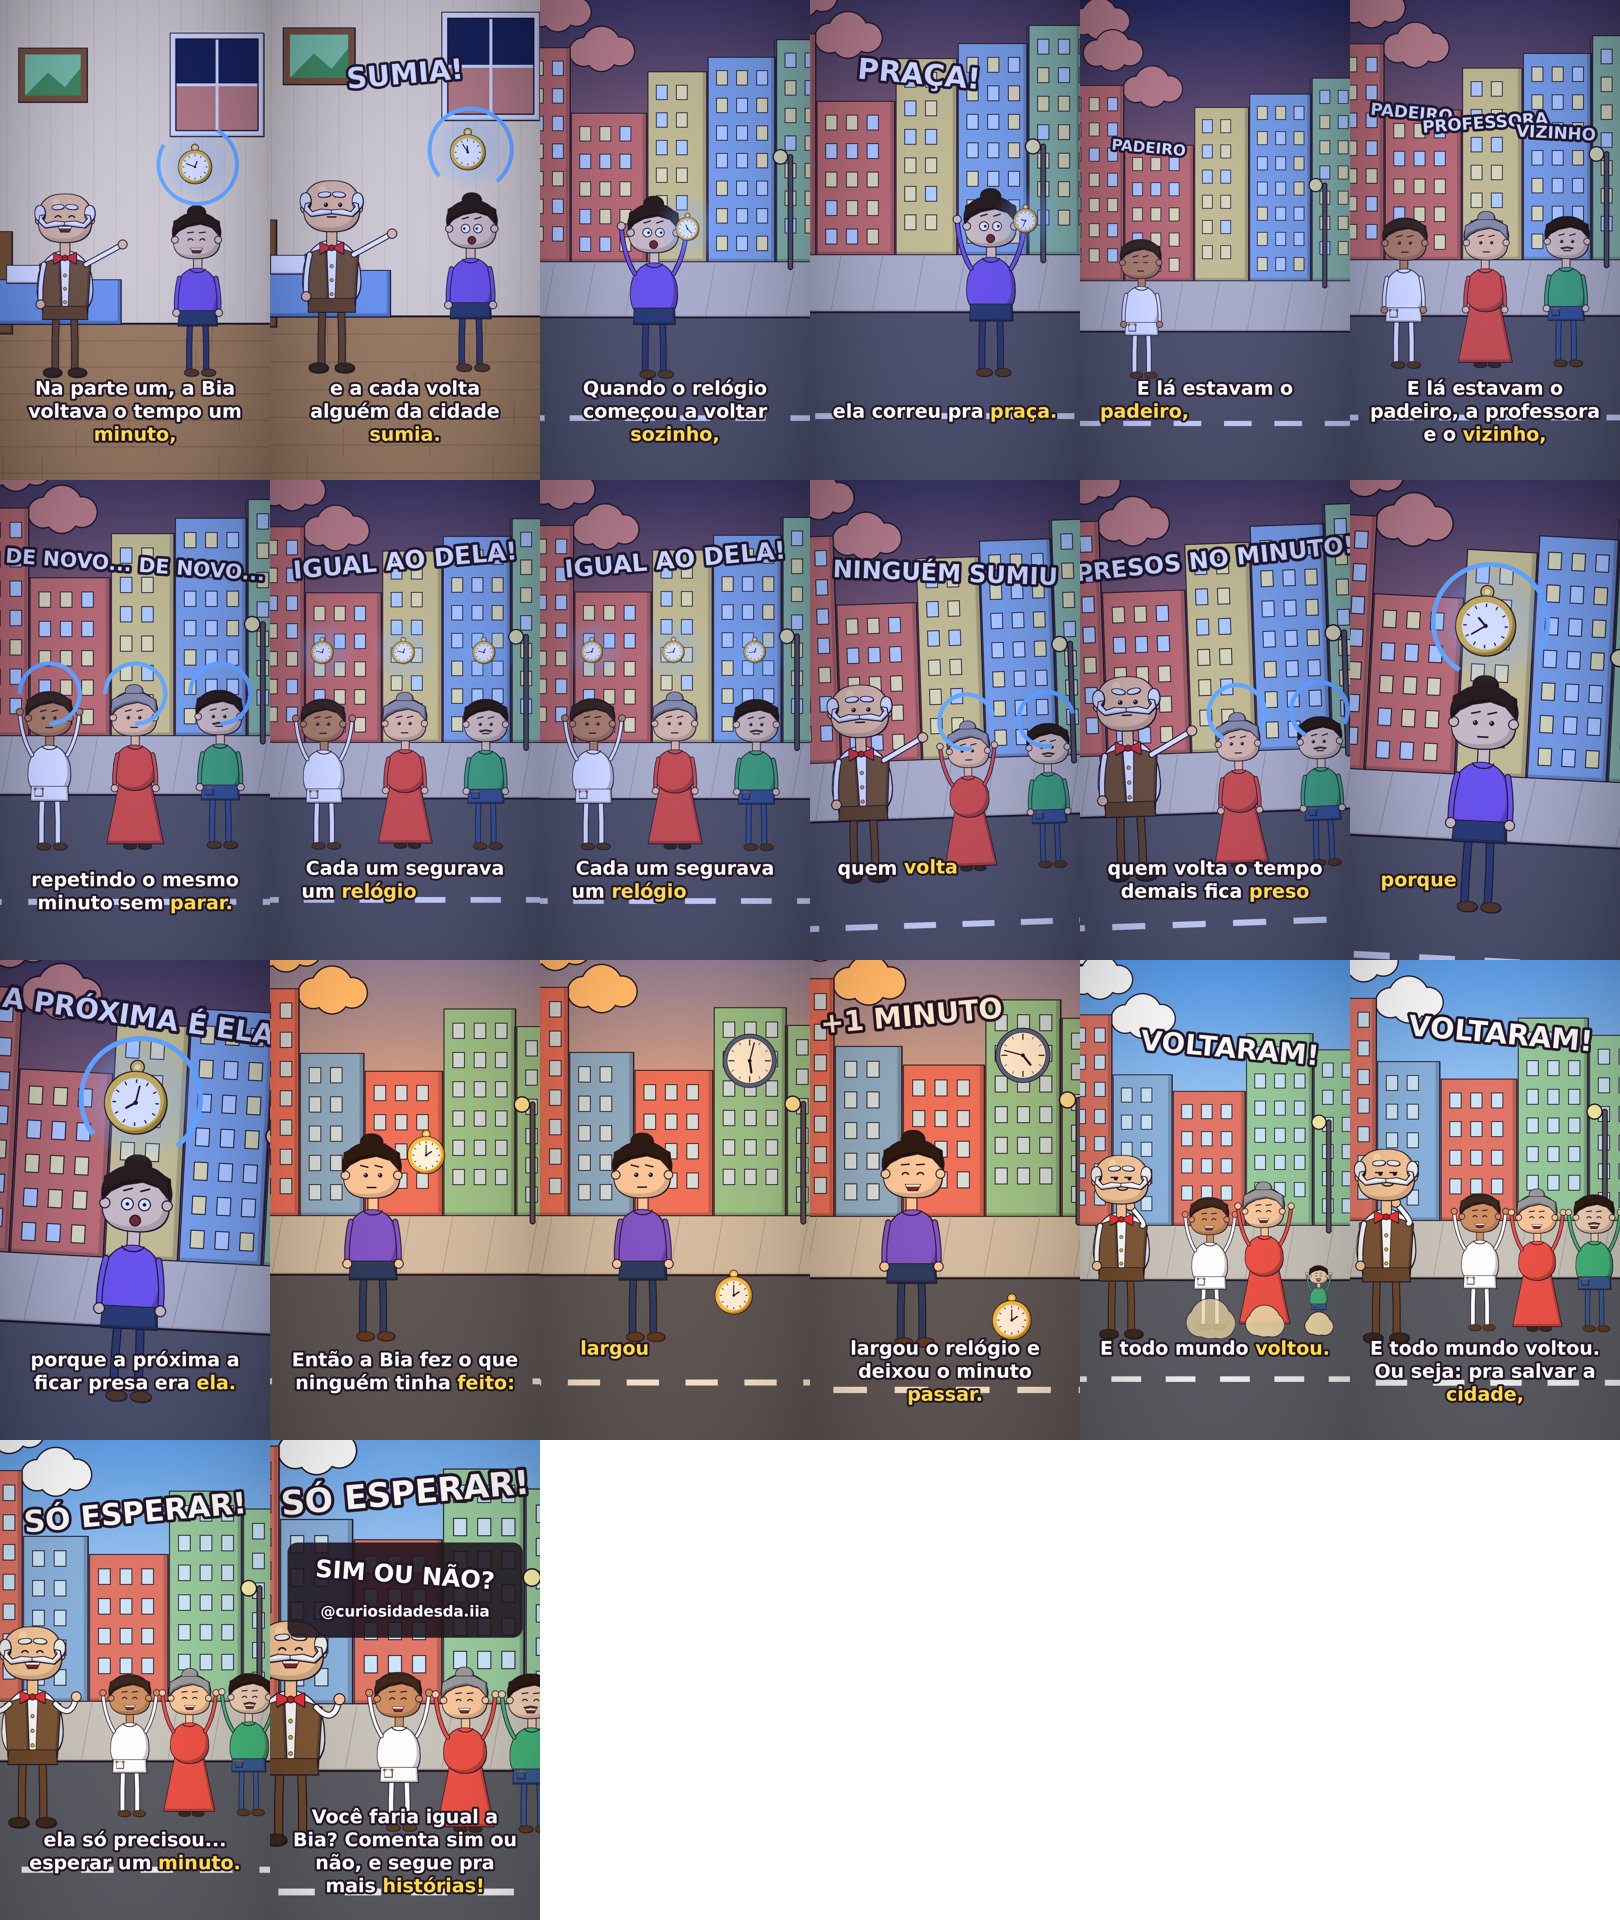 Na parte um, a Bia
voltava o tempo um
minuto,
SUMIA!
e a cada volta
alguém da cidade
sumia.
Quando o relógio
começou a voltar
sozinho,
PRAÇA!
ela correu pra praça.
PADEIRO
E lá estavam o
padeiro,
PADEIRO
PROFESSORA
VIZINHO
E lá estavam o
padeiro, a professora
e o vizinho,
DE NOVO... DE NOVO...
repetindo o mesmo
minuto sem parar.
IGUAL AO DELA!
Cada um segurava
um relógio
IGUAL AO DELA!
Cada um segurava
um relógio
NINGUÉM SUMIU
quem volta
PRESOS NO MINUTO!
quem volta o tempo
demais fica preso
porque
A PRÓXIMA É ELA
porque a próxima a
ficar presa era ela.
Então a Bia fez o que
ninguém tinha feito:
largou
+1 MINUTO
largou o relógio e
deixou o minuto
passar.
VOLTARAM!
E todo mundo voltou.
VOLTARAM!
E todo mundo voltou.
Ou seja: pra salvar a
cidade,
SÓ ESPERAR!
ela só precisou...
esperar um minuto.
SÓ ESPERAR!
SIM OU NÃO?
@curiosidadesda.iia
Você faria igual a
Bia? Comenta sim ou
não, e segue pra
mais histórias!